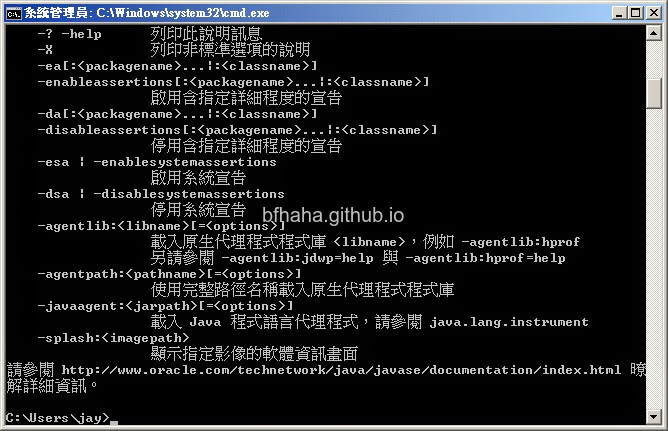 系統管理員: C:\Windows\system32\cmd.exe
-? -help 列印此說明訊息
-X 列印非標準選項的說明
-ea[:<packagename>...|:<classname>]
-enableassertions[:<packagename>...|:<classname>]
啟用含指定詳細程度的宣告
-da[:<packagename>...|:<classname>]
-disableassertions[:<packagename>...|:<classname>]
停用含指定詳細程度的宣告
-esa | -enablesystemassertions
啟用系統宣告
-dsa | -disablesystemassertions
停用系統宣告
bfhaha.github.io
-agentlib:<libname>[=<options>]
載入原生代理程式程式庫 <libname>，例如 -agentlib:hprof
另請參閱 -agentlib:jdwp=help 與 -agentlib:hprof=help
-agentpath:<pathname>[=<options>]
使用完整路徑名稱載入原生代理程式程式庫
-javaagent:<jarpath>[=<options>]
載入 Java 程式語言代理程式，請參閱 java.lang.instrument
-splash:<imagepath>
顯示指定影像的軟體資訊畫面
請參閱 http://www.oracle.com/technetwork/java/javase/documentation/index.html 暸
解詳細資訊。
C:\Users\jay>_